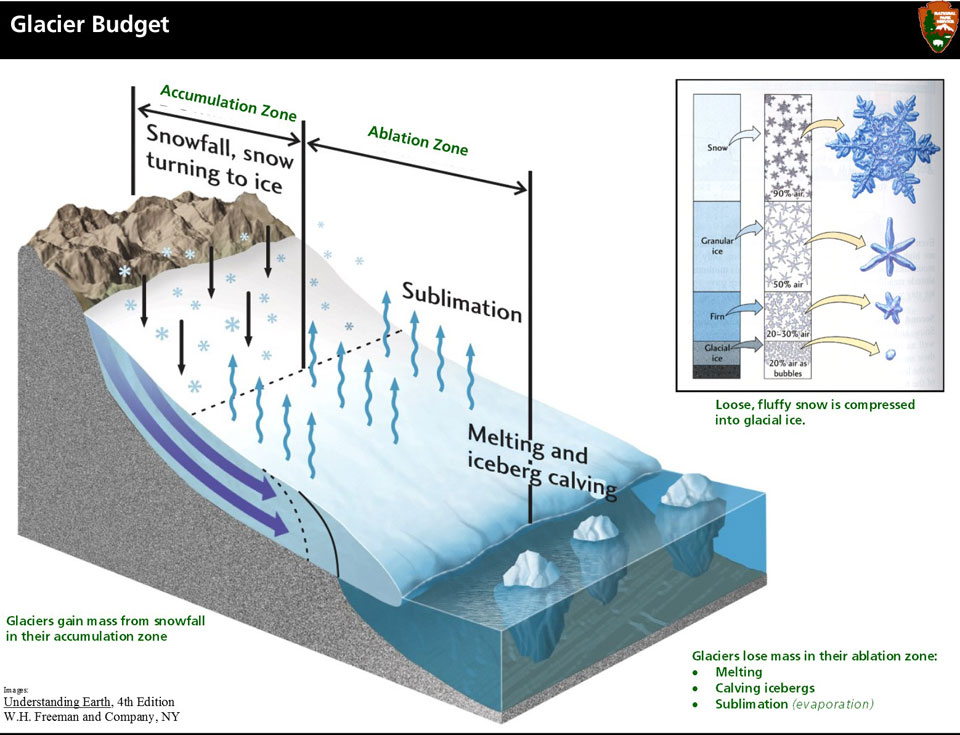 Glacier Budget
NATIONAL
PARK
SERVICE
Accumulation Zone
Ablation Zone
Snowfall, snow
turning to ice
Sublimation
Melting and
iceberg calving
Snow
90% air
Granular
ice
50% air
Firn
20–30% air
Glacial
ice
20% air as
bubbles
Loose, fluffy snow is compressed
into glacial ice.
Glaciers gain mass from snowfall
in their accumulation zone
Glaciers lose mass in their ablation zone:
• Melting
• Calving icebergs
• Sublimation (evaporation)
Images:
Understanding Earth, 4th Edition
W.H. Freeman and Company, NY